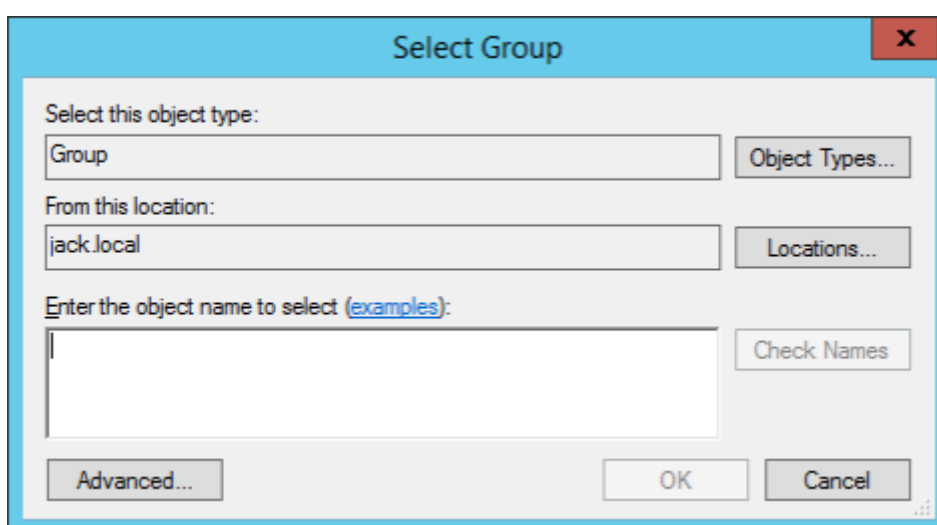 Select Group
x
Select this object type:
Group
Object Types...
From this location:
jack.local
Locations...
Enter the object name to select (examples):
Check Names
Advanced...
OK
Cancel